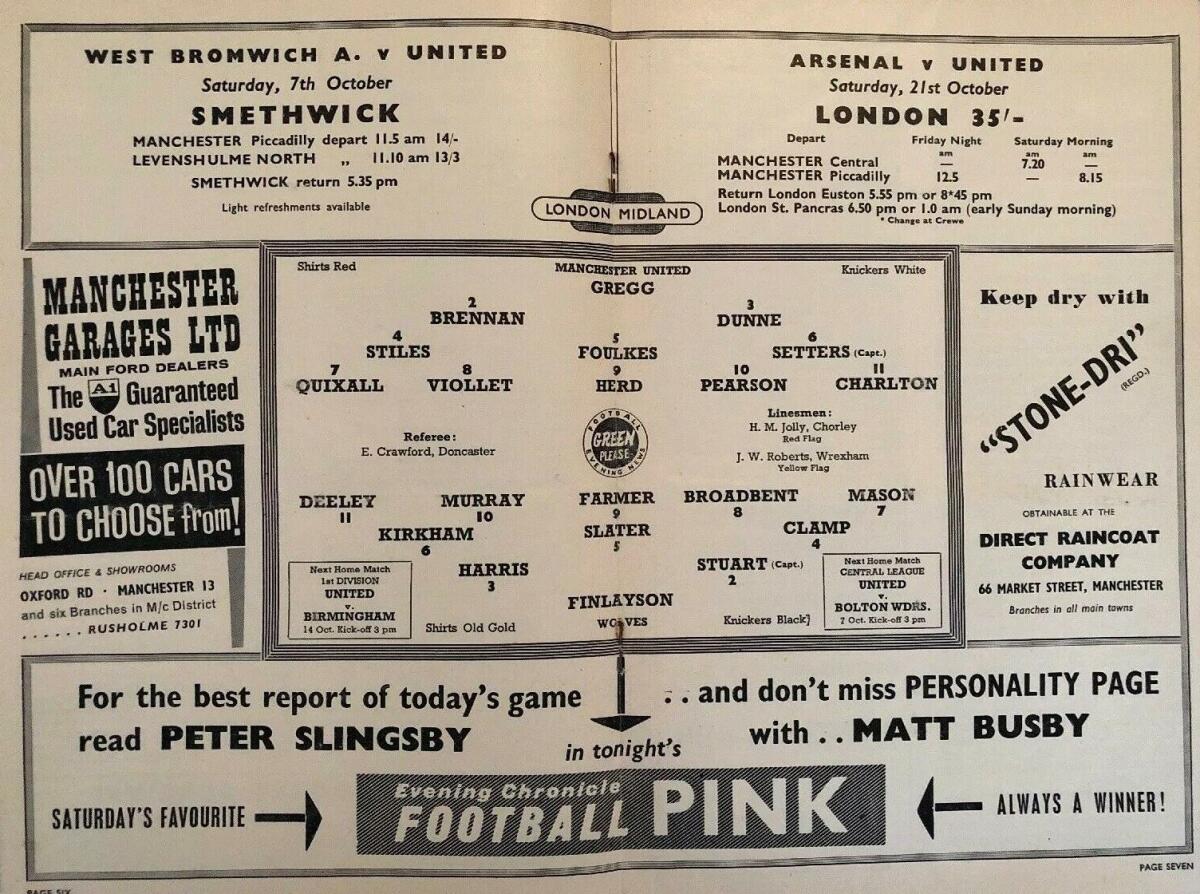 WEST BROMWICH A. v UNITED
Saturday, 7th October
SMETHWICK
MANCHESTER Piccadilly depart 11.5 am 14/-
LEVENSHULME NORTH ,, 11.10 am 13/3
SMETHWICK return 5.35 pm
Light refreshments available
ARSENAL v UNITED
Saturday, 21st October
LONDON 35'-
Depart Friday Night Saturday Morning
am am am
MANCHESTER Central — 7.20 —
MANCHESTER Piccadilly 12.5 — 8.15
Return London Euston 5.55 pm or 8*45 pm
London St. Pancras 6.50 pm or 1.0 am (early Sunday morning)
* Change at Crewe
LONDON MIDLAND
MANCHESTER
GARAGES LTD
MAIN FORD DEALERS
The A1 Guaranteed
Used Car Specialists
OVER 100 CARS
TO CHOOSE from!
HEAD OFFICE & SHOWROOMS
OXFORD RD · MANCHESTER 13
and six Branches in M/c District
...... RUSHOLME 7301
Shirts Red MANCHESTER UNITED Knickers White
GREGG
2 3
BRENNAN DUNNE
4 5 6
STILES FOULKES SETTERS (Capt.)
7 8 9 10 11
QUIXALL VIOLLET HERD PEARSON CHARLTON
Referee:
E. Crawford, Doncaster
FOOTBALL
GREEN
PLEASE
EVENING NEWS
Linesmen:
H. M. Jolly, Chorley
Red Flag
J. W. Roberts, Wrexham
Yellow Flag
DEELEY MURRAY FARMER BROADBENT MASON
11 10 9 8 7
KIRKHAM SLATER CLAMP
6 5 4
HARRIS STUART (Capt.)
3 2
FINLAYSON
Shirts Old Gold WOLVES Knickers Black
Next Home Match
1st DIVISION
UNITED
v.
BIRMINGHAM
14 Oct. Kick-off 3 pm
Next Home Match
CENTRAL LEAGUE
UNITED
v.
BOLTON WDRS.
7 Oct. Kick-off 3 pm
Keep dry with
"STONE-DRI"
(REGD.)
RAINWEAR
OBTAINABLE AT THE
DIRECT RAINCOAT
COMPANY
66 MARKET STREET, MANCHESTER
Branches in all main towns
For the best report of today's game
read PETER SLINGSBY
. . and don't miss PERSONALITY PAGE
with . . MATT BUSBY
in tonight's
SATURDAY'S FAVOURITE
Evening Chronicle
FOOTBALL PINK
ALWAYS A WINNER!
PAGE SIX
PAGE SEVEN